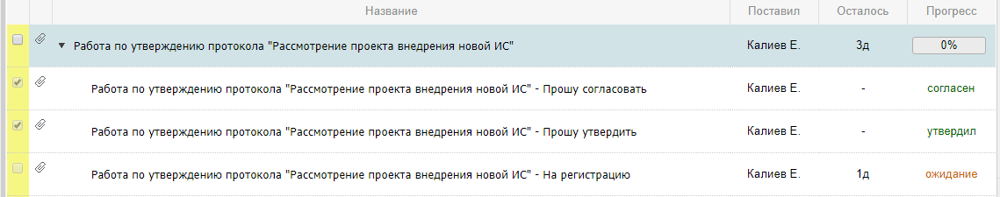 Название Поставил Осталось Прогресс
Работа по утверждению протокола "Рассмотрение проекта внедрения новой ИС" Калиев Е. 3д 0%
Работа по утверждению протокола "Рассмотрение проекта внедрения новой ИС" - Прошу согласовать Калиев Е. - согласен
Работа по утверждению протокола "Рассмотрение проекта внедрения новой ИС" - Прошу утвердить Калиев Е. - утвердил
Работа по утверждению протокола "Рассмотрение проекта внедрения новой ИС" - На регистрацию Калиев Е. 1д ожидание